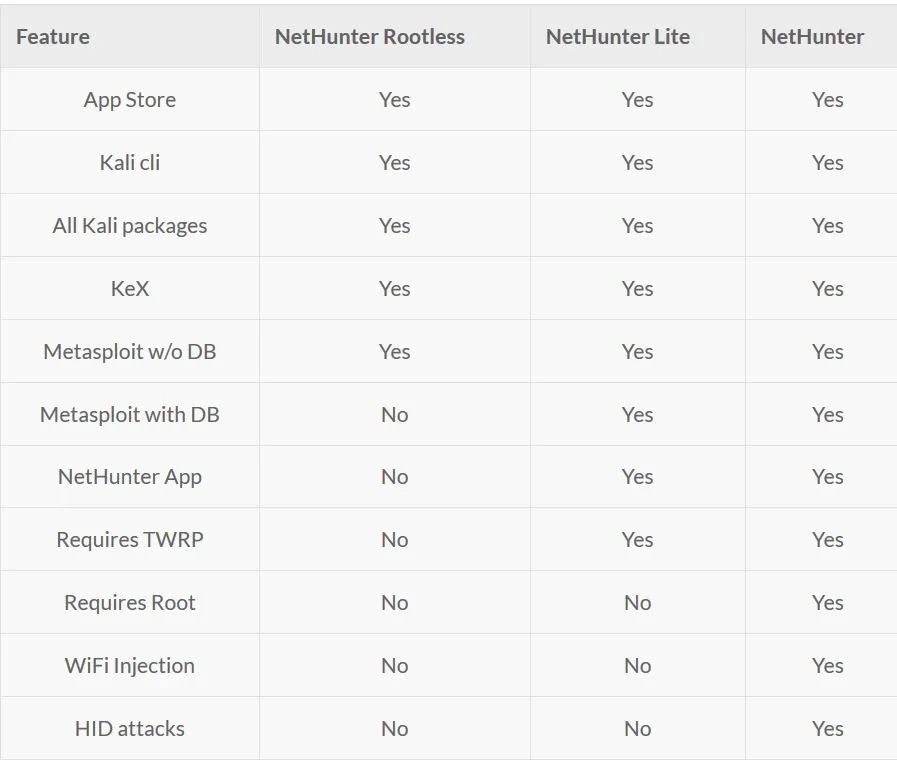 Feature NetHunter Rootless NetHunter Lite NetHunter
App Store Yes Yes Yes
Kali cli Yes Yes Yes
All Kali packages Yes Yes Yes
KeX Yes Yes Yes
Metasploit w/o DB Yes Yes Yes
Metasploit with DB No Yes Yes
NetHunter App No Yes Yes
Requires TWRP No Yes Yes
Requires Root No No Yes
WiFi Injection No No Yes
HID attacks No No Yes